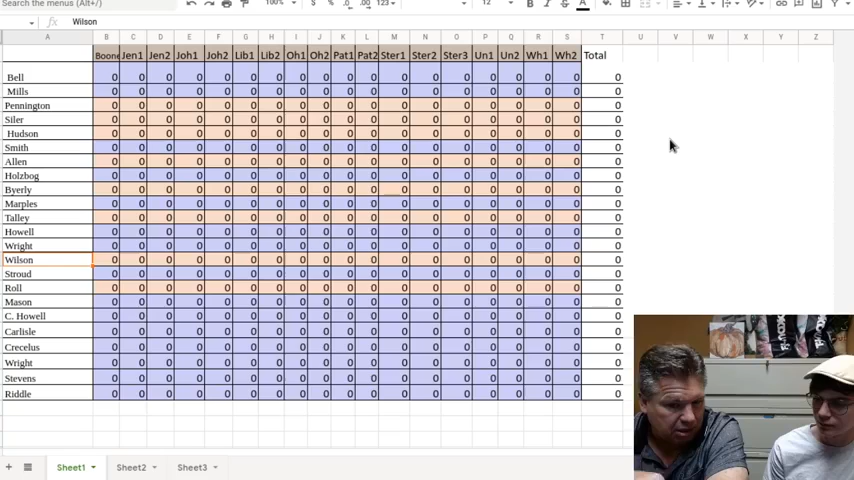 Search the menus (Alt+/) 100% $ % .0 .00 123 12
fx Wilson
A B C D E F G H I J K L M N O P Q R S T U V W X Y Z
Boone Jen1 Jen2 Joh1 Joh2 Lib1 Lib2 Oh1 Oh2 Pat1 Pat2 Ster1 Ster2 Ster3 Un1 Un2 Wh1 Wh2 Total
Bell 0 0 0 0 0 0 0 0 0 0 0 0 0 0 0 0 0 0 0
Mills 0 0 0 0 0 0 0 0 0 0 0 0 0 0 0 0 0 0 0
Pennington 0 0 0 0 0 0 0 0 0 0 0 0 0 0 0 0 0 0 0
Siler 0 0 0 0 0 0 0 0 0 0 0 0 0 0 0 0 0 0 0
Hudson 0 0 0 0 0 0 0 0 0 0 0 0 0 0 0 0 0 0 0
Smith 0 0 0 0 0 0 0 0 0 0 0 0 0 0 0 0 0 0 0
Allen 0 0 0 0 0 0 0 0 0 0 0 0 0 0 0 0 0 0 0
Holzbog 0 0 0 0 0 0 0 0 0 0 0 0 0 0 0 0 0 0 0
Byerly 0 0 0 0 0 0 0 0 0 0 0 0 0 0 0 0 0 0 0
Marples 0 0 0 0 0 0 0 0 0 0 0 0 0 0 0 0 0 0 0
Talley 0 0 0 0 0 0 0 0 0 0 0 0 0 0 0 0 0 0 0
Howell 0 0 0 0 0 0 0 0 0 0 0 0 0 0 0 0 0 0 0
Wright 0 0 0 0 0 0 0 0 0 0 0 0 0 0 0 0 0 0 0
Wilson 0 0 0 0 0 0 0 0 0 0 0 0 0 0 0 0 0 0 0
Stroud 0 0 0 0 0 0 0 0 0 0 0 0 0 0 0 0 0 0 0
Roll 0 0 0 0 0 0 0 0 0 0 0 0 0 0 0 0 0 0 0
Mason 0 0 0 0 0 0 0 0 0 0 0 0 0 0 0 0 0 0 0
C. Howell 0 0 0 0 0 0 0 0 0 0 0 0 0 0 0 0 0 0 0
Carlisle 0 0 0 0 0 0 0 0 0 0 0 0 0 0 0 0 0 0 0
Crecelus 0 0 0 0 0 0 0 0 0 0 0 0 0 0 0 0 0 0 0
Wright 0 0 0 0 0 0 0 0 0 0 0 0 0 0 0 0 0 0 0
Stevens 0 0 0 0 0 0 0 0 0 0 0 0 0 0 0 0 0 0 0
Riddle 0 0 0 0 0 0 0 0 0 0 0 0 0 0 0 0 0 0 0
Sheet1 Sheet2 Sheet3